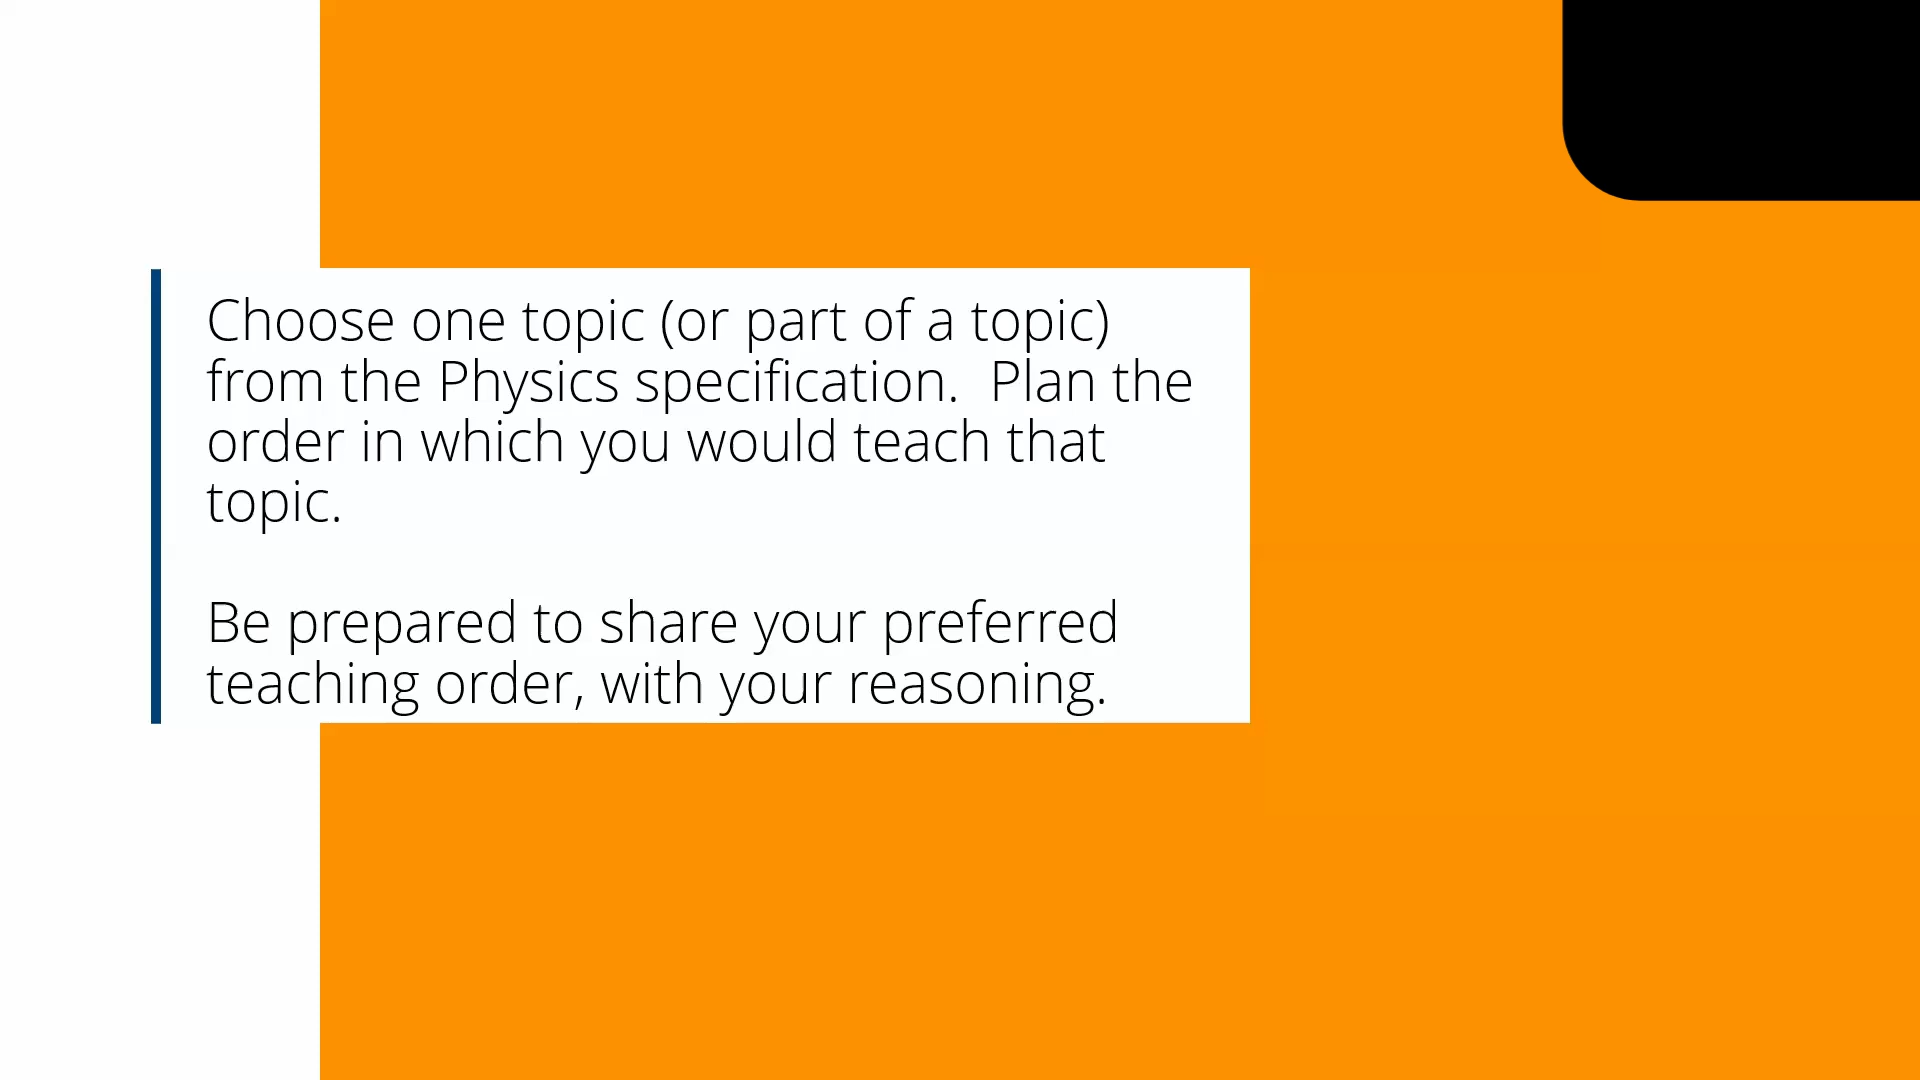 Choose one topic (or part of a topic)
from the Physics specification.  Plan the
order in which you would teach that
topic.
Be prepared to share your preferred
teaching order, with your reasoning.